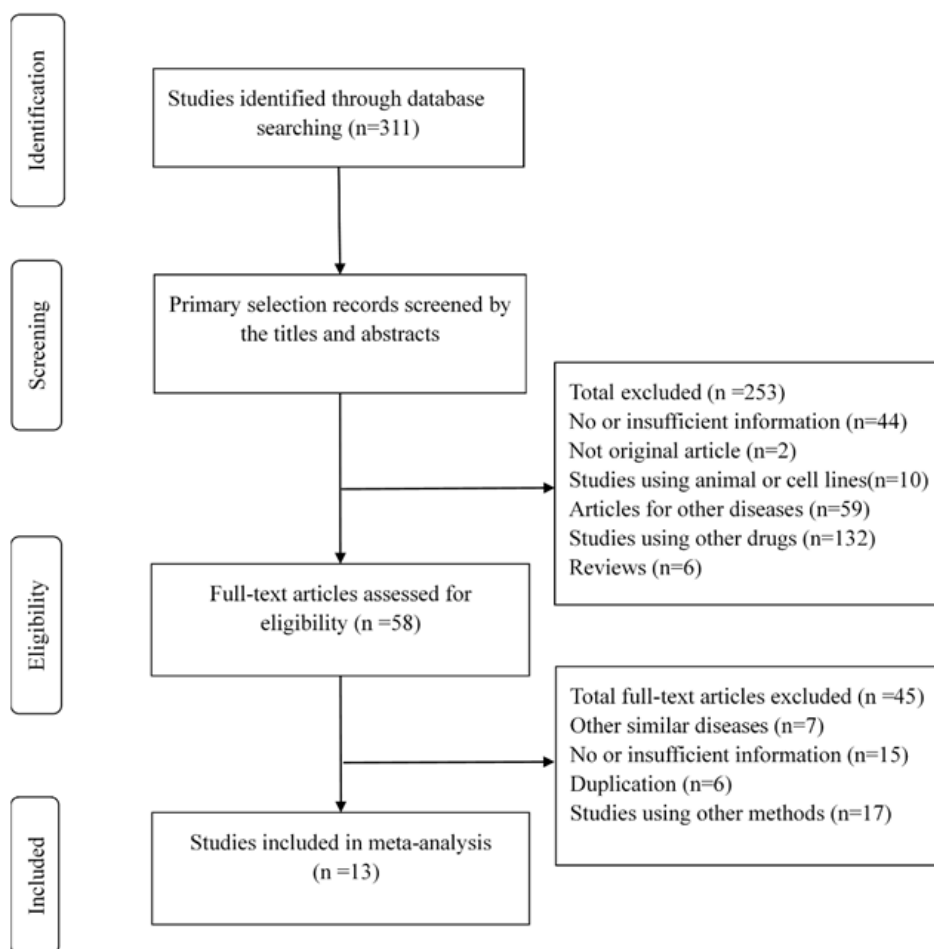 Identification
Studies identified through database
searching (n=311)
Screening
Primary selection records screened by
the titles and abstracts
Total excluded (n =253)
No or insufficient information (n=44)
Not original article (n=2)
Studies using animal or cell lines(n=10)
Articles for other diseases (n=59)
Studies using other drugs (n=132)
Reviews (n=6)
Eligibility
Full-text articles assessed for
eligibility (n =58)
Total full-text articles excluded (n =45)
Other similar diseases (n=7)
No or insufficient information (n=15)
Duplication (n=6)
Studies using other methods (n=17)
Included
Studies included in meta-analysis
(n =13)